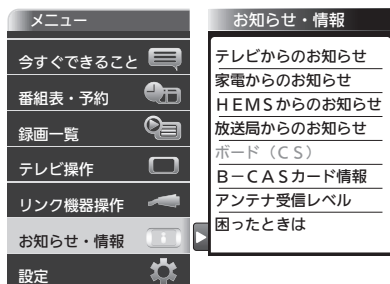 メニュー
今すぐできること
番組表・予約
録画一覧
テレビ操作
リンク機器操作
お知らせ・情報
設定
お知らせ・情報
テレビからのお知らせ
家電からのお知らせ
ＨＥＭＳからのお知らせ
放送局からのお知らせ
ボード（ＣＳ）
Ｂ－ＣＡＳカード情報
アンテナ受信レベル
困ったときは